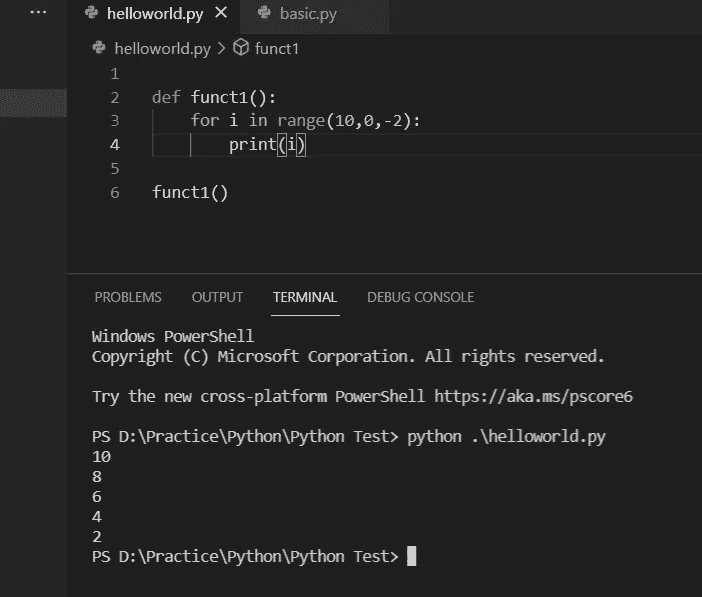 ... helloworld.py × basic.py
helloworld.py > funct1
1
2 def funct1():
3     for i in range(10,0,-2):
4         print(i)
5
6 funct1()
PROBLEMS OUTPUT TERMINAL DEBUG CONSOLE
Windows PowerShell
Copyright (C) Microsoft Corporation. All rights reserved.
Try the new cross-platform PowerShell https://aka.ms/pscore6
PS D:\Practice\Python\Python Test> python .\helloworld.py
10
8
6
4
2
PS D:\Practice\Python\Python Test>